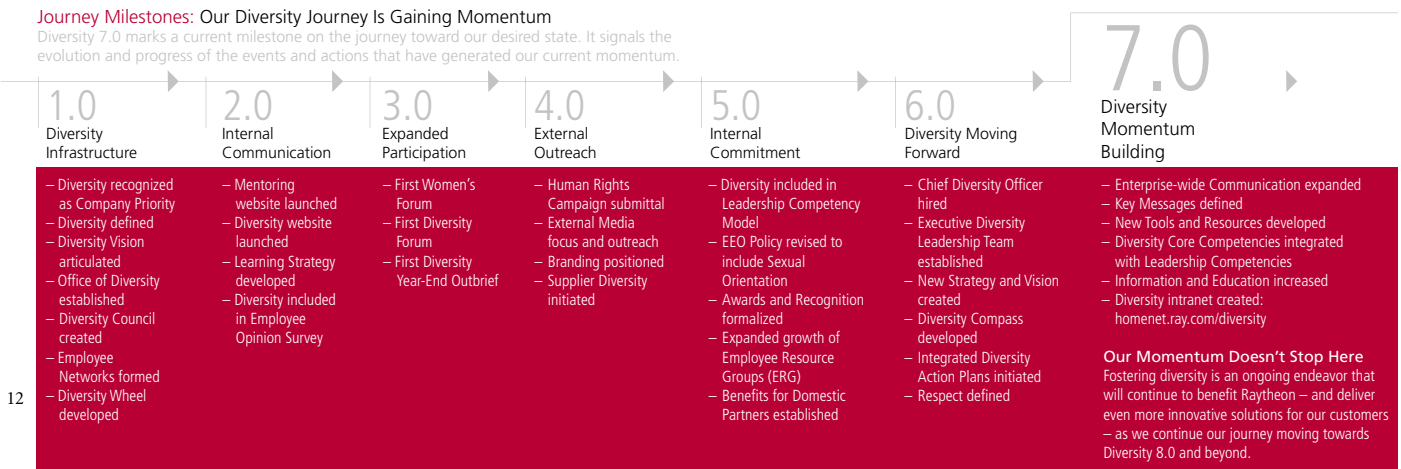 Journey Milestones: Our Diversity Journey Is Gaining Momentum
Diversity 7.0 marks a current milestone on the journey toward our desired state. It signals the
evolution and progress of the events and actions that have generated our current momentum.
1.0
Diversity
Infrastructure
– Diversity recognized
as Company Priority
– Diversity defined
– Diversity Vision
articulated
– Office of Diversity
established
– Diversity Council
created
– Employee
Networks formed
– Diversity Wheel
developed
2.0
Internal
Communication
– Mentoring
website launched
– Diversity website
launched
– Learning Strategy
developed
– Diversity included
in Employee
Opinion Survey
3.0
Expanded
Participation
– First Women's
Forum
– First Diversity
Forum
– First Diversity
Year-End Outbrief
4.0
External
Outreach
– Human Rights
Campaign submittal
– External Media
focus and outreach
– Branding positioned
– Supplier Diversity
initiated
5.0
Internal
Commitment
– Diversity included in
Leadership Competency
Model
– EEO Policy revised to
include Sexual
Orientation
– Awards and Recognition
formalized
– Expanded growth of
Employee Resource
Groups (ERG)
– Benefits for Domestic
Partners established
6.0
Diversity Moving
Forward
– Chief Diversity Officer
hired
– Executive Diversity
Leadership Team
established
– New Strategy and Vision
created
– Diversity Compass
developed
– Integrated Diversity
Action Plans initiated
– Respect defined
7.0
Diversity
Momentum
Building
– Enterprise-wide Communication expanded
– Key Messages defined
– New Tools and Resources developed
– Diversity Core Competencies integrated
with Leadership Competencies
– Information and Education increased
– Diversity intranet created:
homenet.ray.com/diversity
Our Momentum Doesn't Stop Here
Fostering diversity is an ongoing endeavor that
will continue to benefit Raytheon – and deliver
even more innovative solutions for our customers
– as we continue our journey moving towards
Diversity 8.0 and beyond.
12